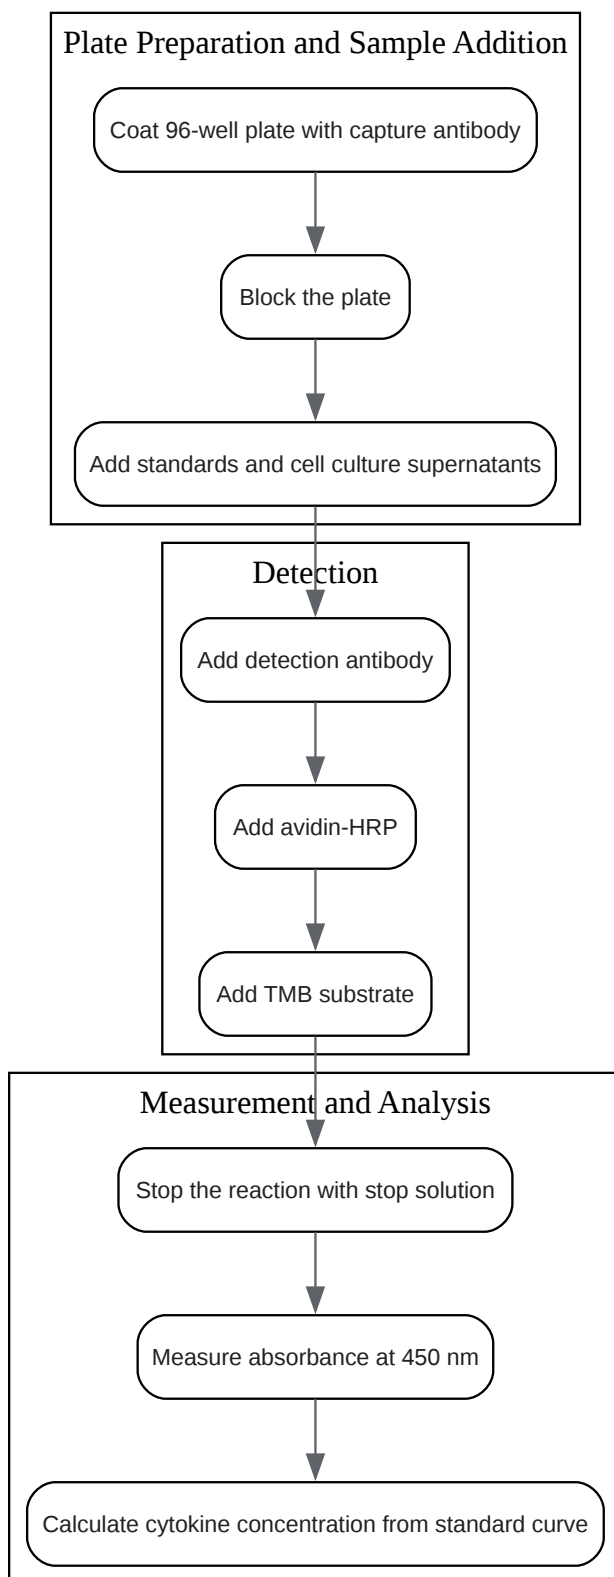 Plate Preparation and Sample Addition
Coat 96-well plate with capture antibody
Block the plate
Add standards and cell culture supernatants
Detection
Add detection antibody
Add avidin-HRP
Add TMB substrate
Measurement and Analysis
Stop the reaction with stop solution
Measure absorbance at 450 nm
Calculate cytokine concentration from standard curve